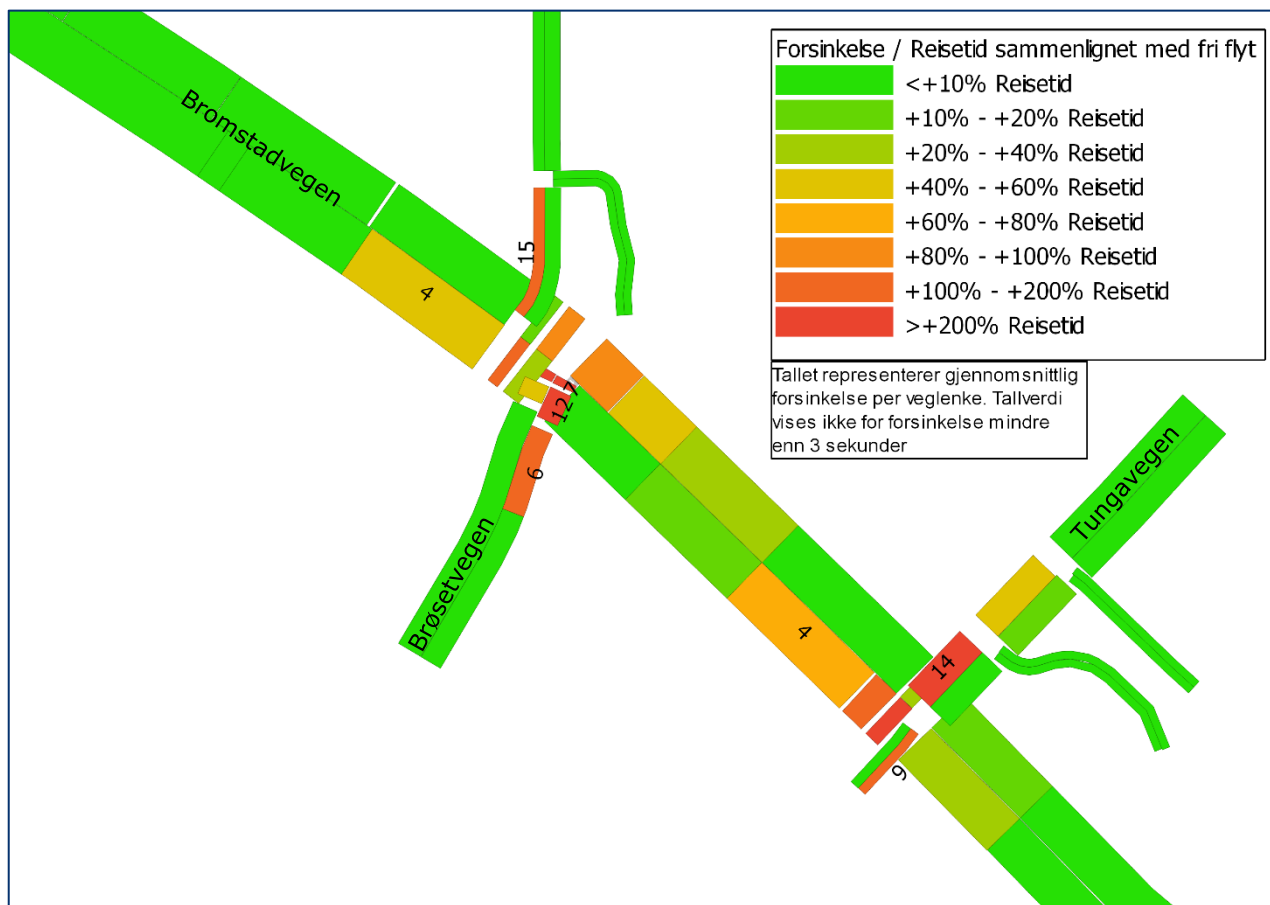 Forsinkelse / Reisetid sammenlignet med fri flyt
<+10% Reisetid
+10% - +20% Reisetid
+20% - +40% Reisetid
+40% - +60% Reisetid
+60% - +80% Reisetid
+80% - +100% Reisetid
+100% - +200% Reisetid
>+200% Reisetid
Tallet representerer gjennomsnittlig
forsinkelse per veglenke. Tallverdi
vises ikke for forsinkelse mindre
enn 3 sekunder
Bromstadvegen
15
4
7
12
6
Brøsetvegen
4
Tungavegen
14
9